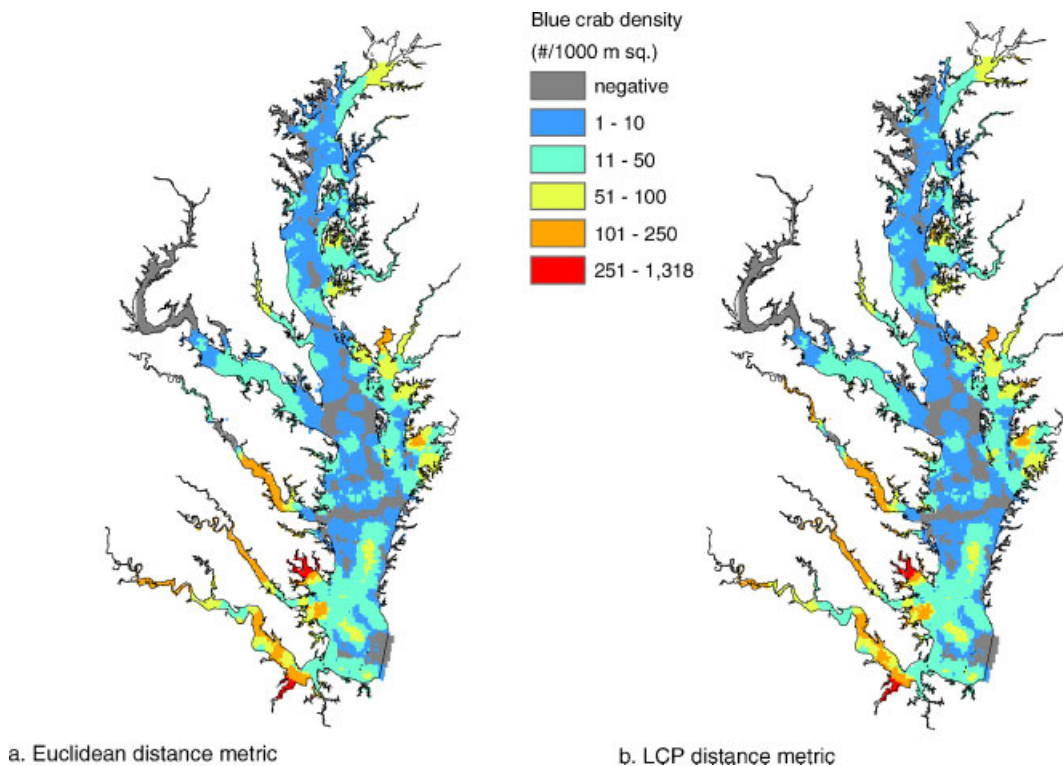 Blue crab density
(#/1000 m sq.)
negative
1 - 10
11 - 50
51 - 100
101 - 250
251 - 1,318
a. Euclidean distance metric
b. LCP distance metric